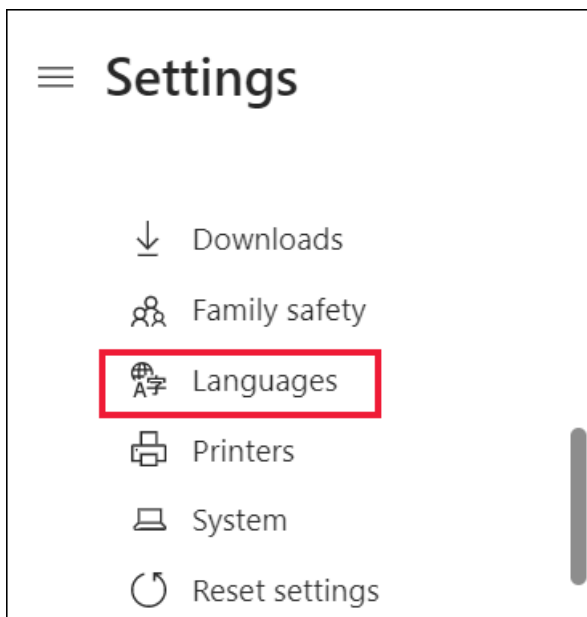 Settings
Downloads
Family safety
Languages
Printers
System
Reset settings